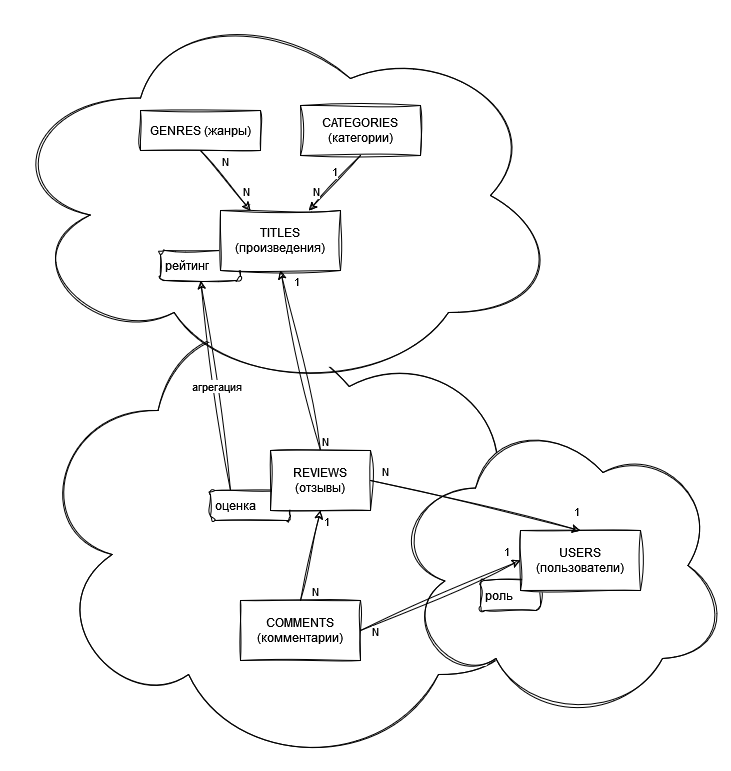 GENRES (жанры)
CATEGORIES
(категории)
N
1
N
N
TITLES
(произведения)
рейтинг
1
агрегация
N
REVIEWS
(отзывы)
N
оценка
1
1
USERS
(пользователи)
1
N
роль
COMMENTS
(комментарии)
N